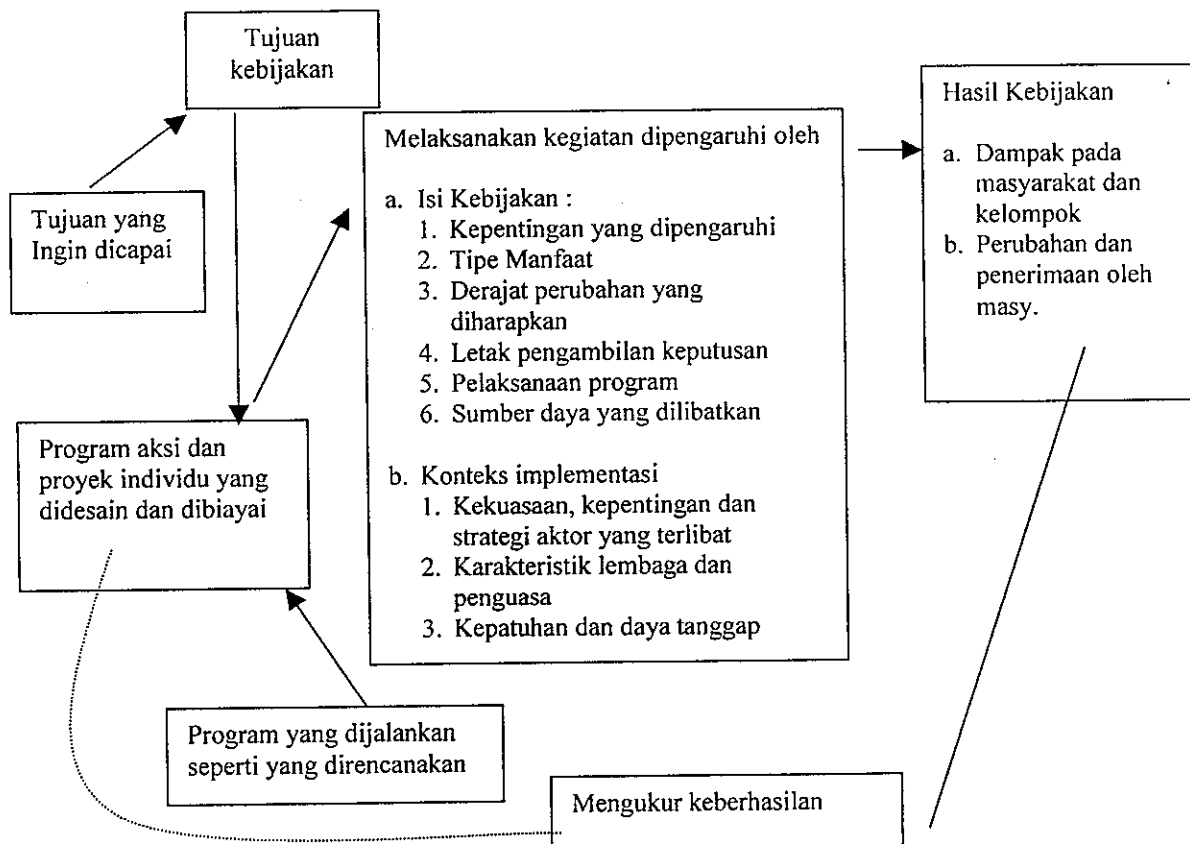 Tujuan
kebijakan
Tujuan yang
Ingin dicapai
Program aksi dan
proyek individu yang
didesain dan dibiayai
Program yang dijalankan
seperti yang direncanakan
Melaksanakan kegiatan dipengaruhi oleh
a. Isi Kebijakan :
1. Kepentingan yang dipengaruhi
2. Tipe Manfaat
3. Derajat perubahan yang
diharapkan
4. Letak pengambilan keputusan
5. Pelaksanaan program
6. Sumber daya yang dilibatkan
b. Konteks implementasi
1. Kekuasaan, kepentingan dan
strategi aktor yang terlibat
2. Karakteristik lembaga dan
penguasa
3. Kepatuhan dan daya tanggap
Hasil Kebijakan
a. Dampak pada
masyarakat dan
kelompok
b. Perubahan dan
penerimaan oleh
masy.
Mengukur keberhasilan